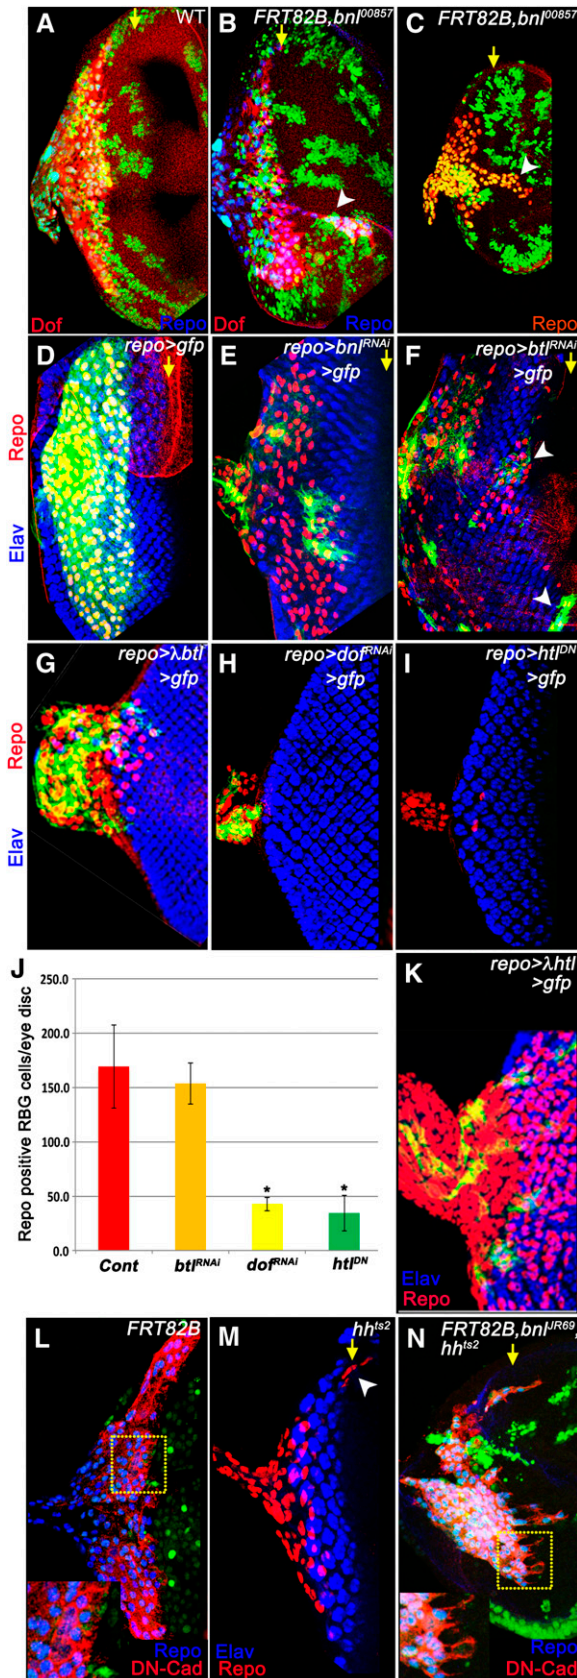 A WT
Dof Repo
B FRT82B,bnl00857
Dof Repo
C FRT82B,bnl00857
Repo
Elav Repo
D repo>gfp
E repo>bnlRNAi
>gfp
F repo>btlRNAi
>gfp
Elav Repo
G repo>λ.btl
>gfp
H repo>dofRNAi
>gfp
I repo>htlDN
>gfp
J
Repo positive RBG cells/eye disc
250.0
200.0
150.0
100.0
50.0
0.0
* *
Cont btlRNAi dofRNAi htlDN
K repo>λhtl
>gfp
Elav
Repo
L FRT82B
Repo
DN-Cad
M hhts2
Elav
Repo
N FRT82B,bnlJR69,
hhts2
Repo
DN-Cad